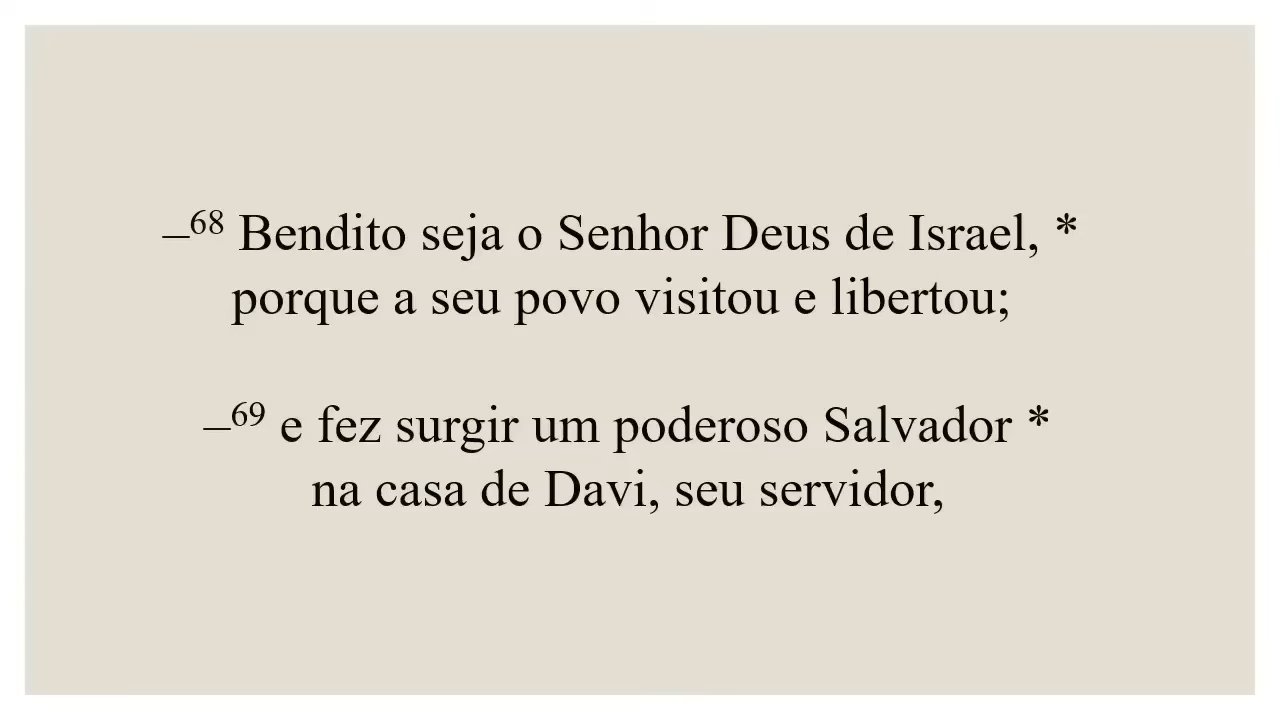 –⁶⁸ Bendito seja o Senhor Deus de Israel, *
porque a seu povo visitou e libertou;
–⁶⁹ e fez surgir um poderoso Salvador *
na casa de Davi, seu servidor,